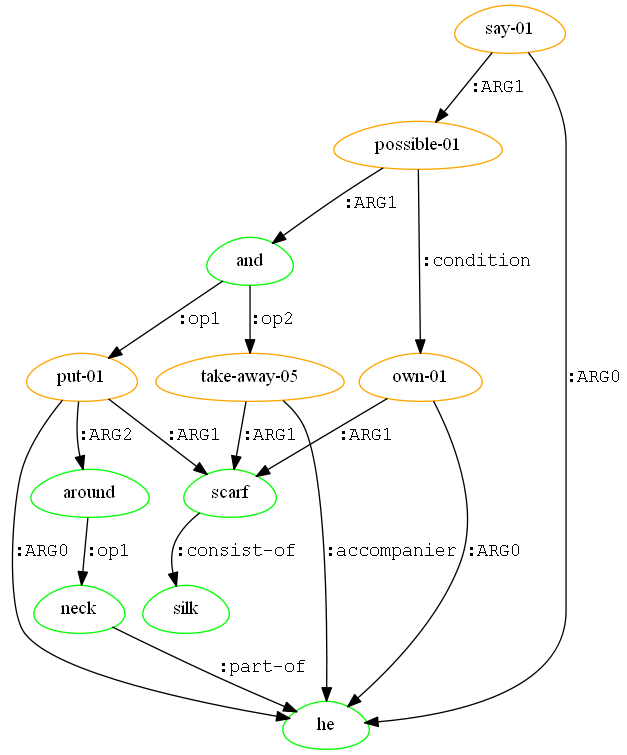 say-01
:ARG1
possible-01
:ARG1
and
:condition
:op1 :op2
put-01 take-away-05 own-01
:ARG0
:ARG2 :ARG1 :ARG1 :ARG1
around scarf
:ARG0 :op1 :consist-of :accompanier :ARG0
neck silk
:part-of
he